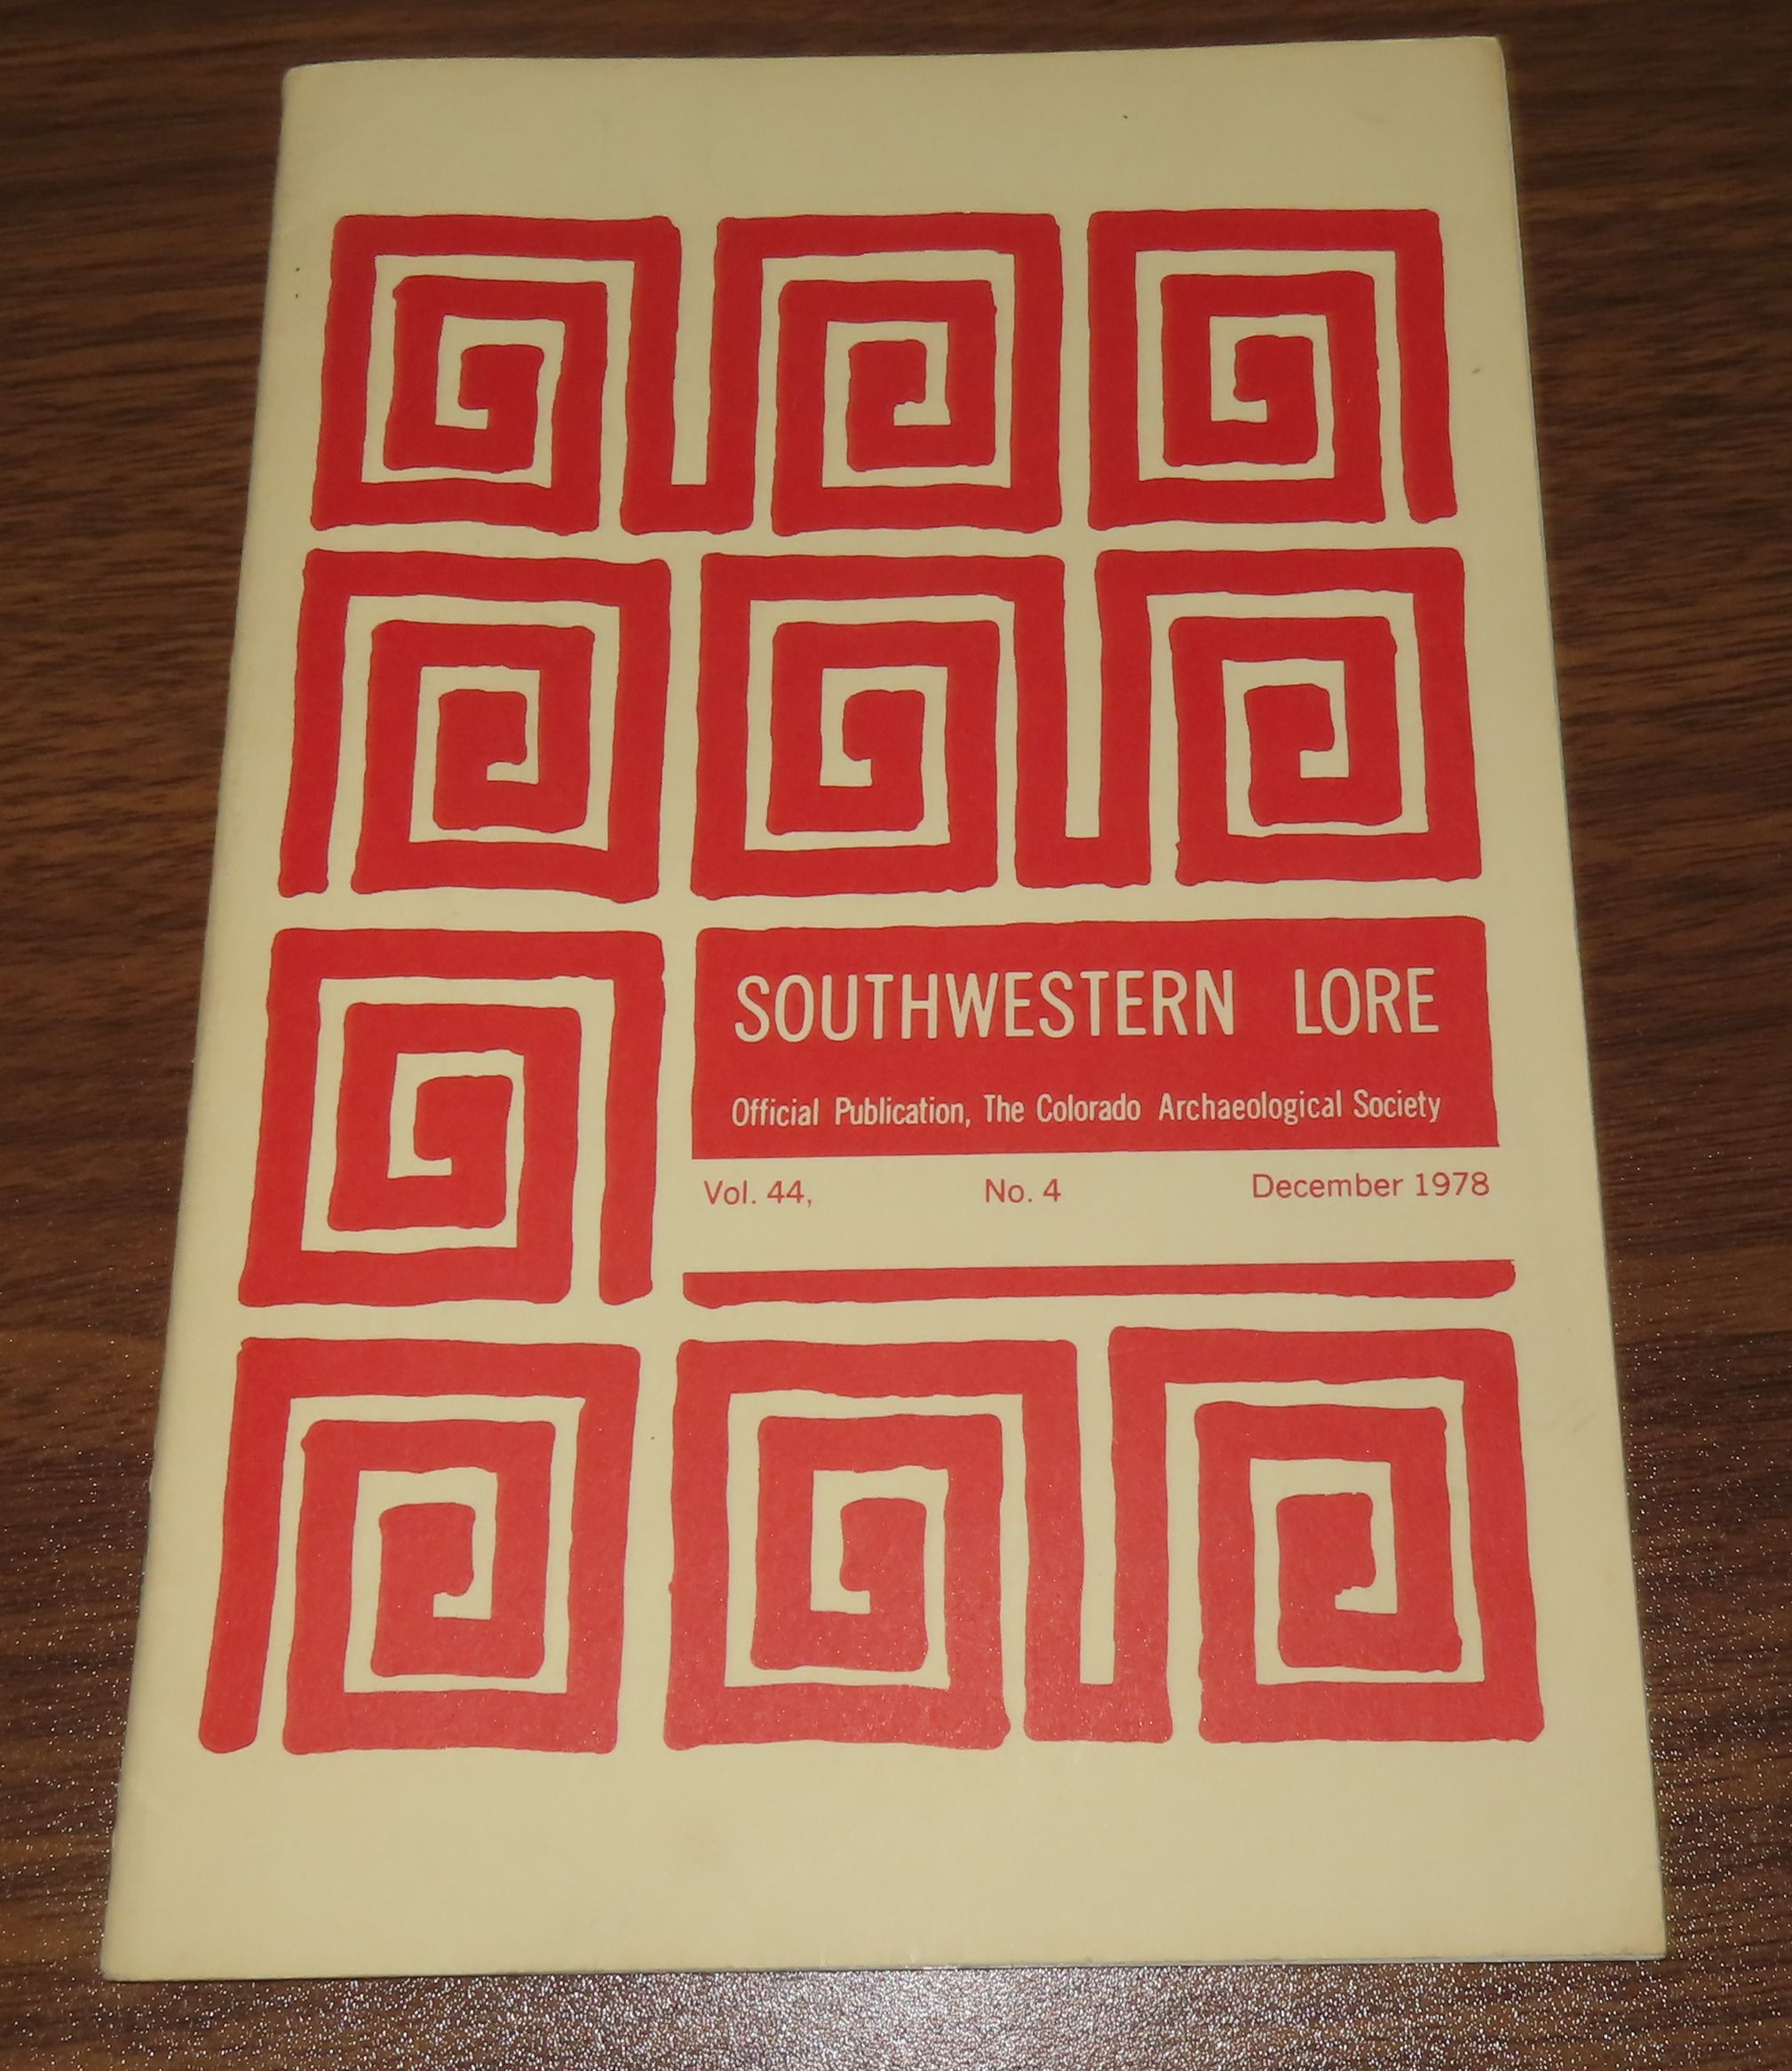 SOUTHWESTERN LORE
Official Publication, The Colorado Archaeological Society
Vol. 44, No. 4 December 1978